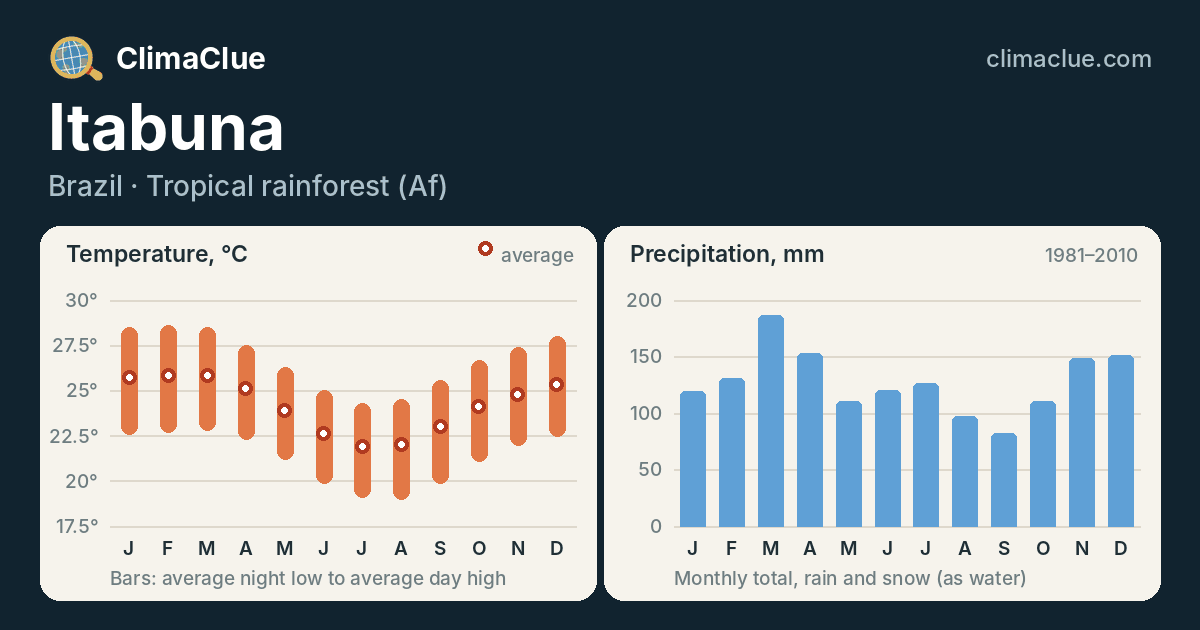 ClimaClue
climaclue.com
Itabuna
Brazil · Tropical rainforest (Af)
Temperature, °C
average
30°
27.5°
25°
22.5°
20°
17.5°
J F M A M J J A S O N D
Bars: average night low to average day high
Precipitation, mm
1981–2010
200
150
100
50
0
J F M A M J J A S O N D
Monthly total, rain and snow (as water)